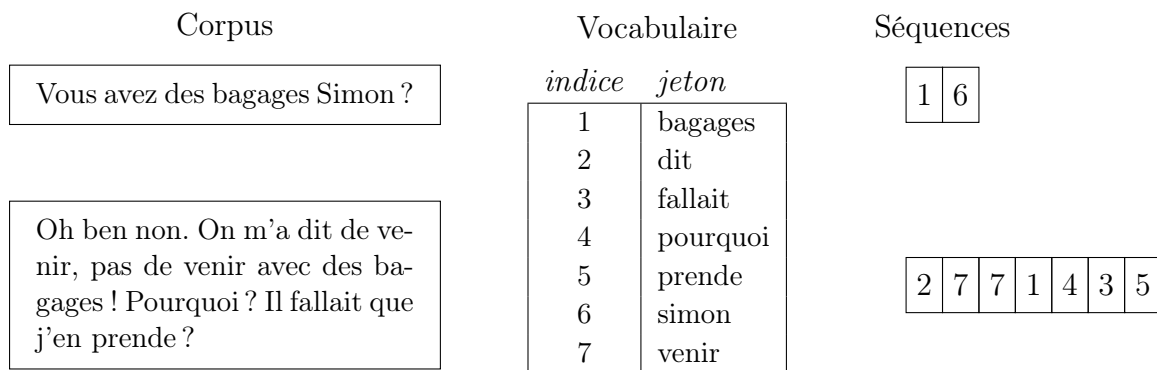 Corpus
Vocabulaire
Séquences
Vous avez des bagages Simon ?
Oh ben non. On m'a dit de ve-
nir, pas de venir avec des ba-
gages ! Pourquoi ? Il fallait que
j'en prende ?
indice jeton
1 bagages
2 dit
3 fallait
4 pourquoi
5 prende
6 simon
7 venir
1 6
2 7 7 1 4 3 5